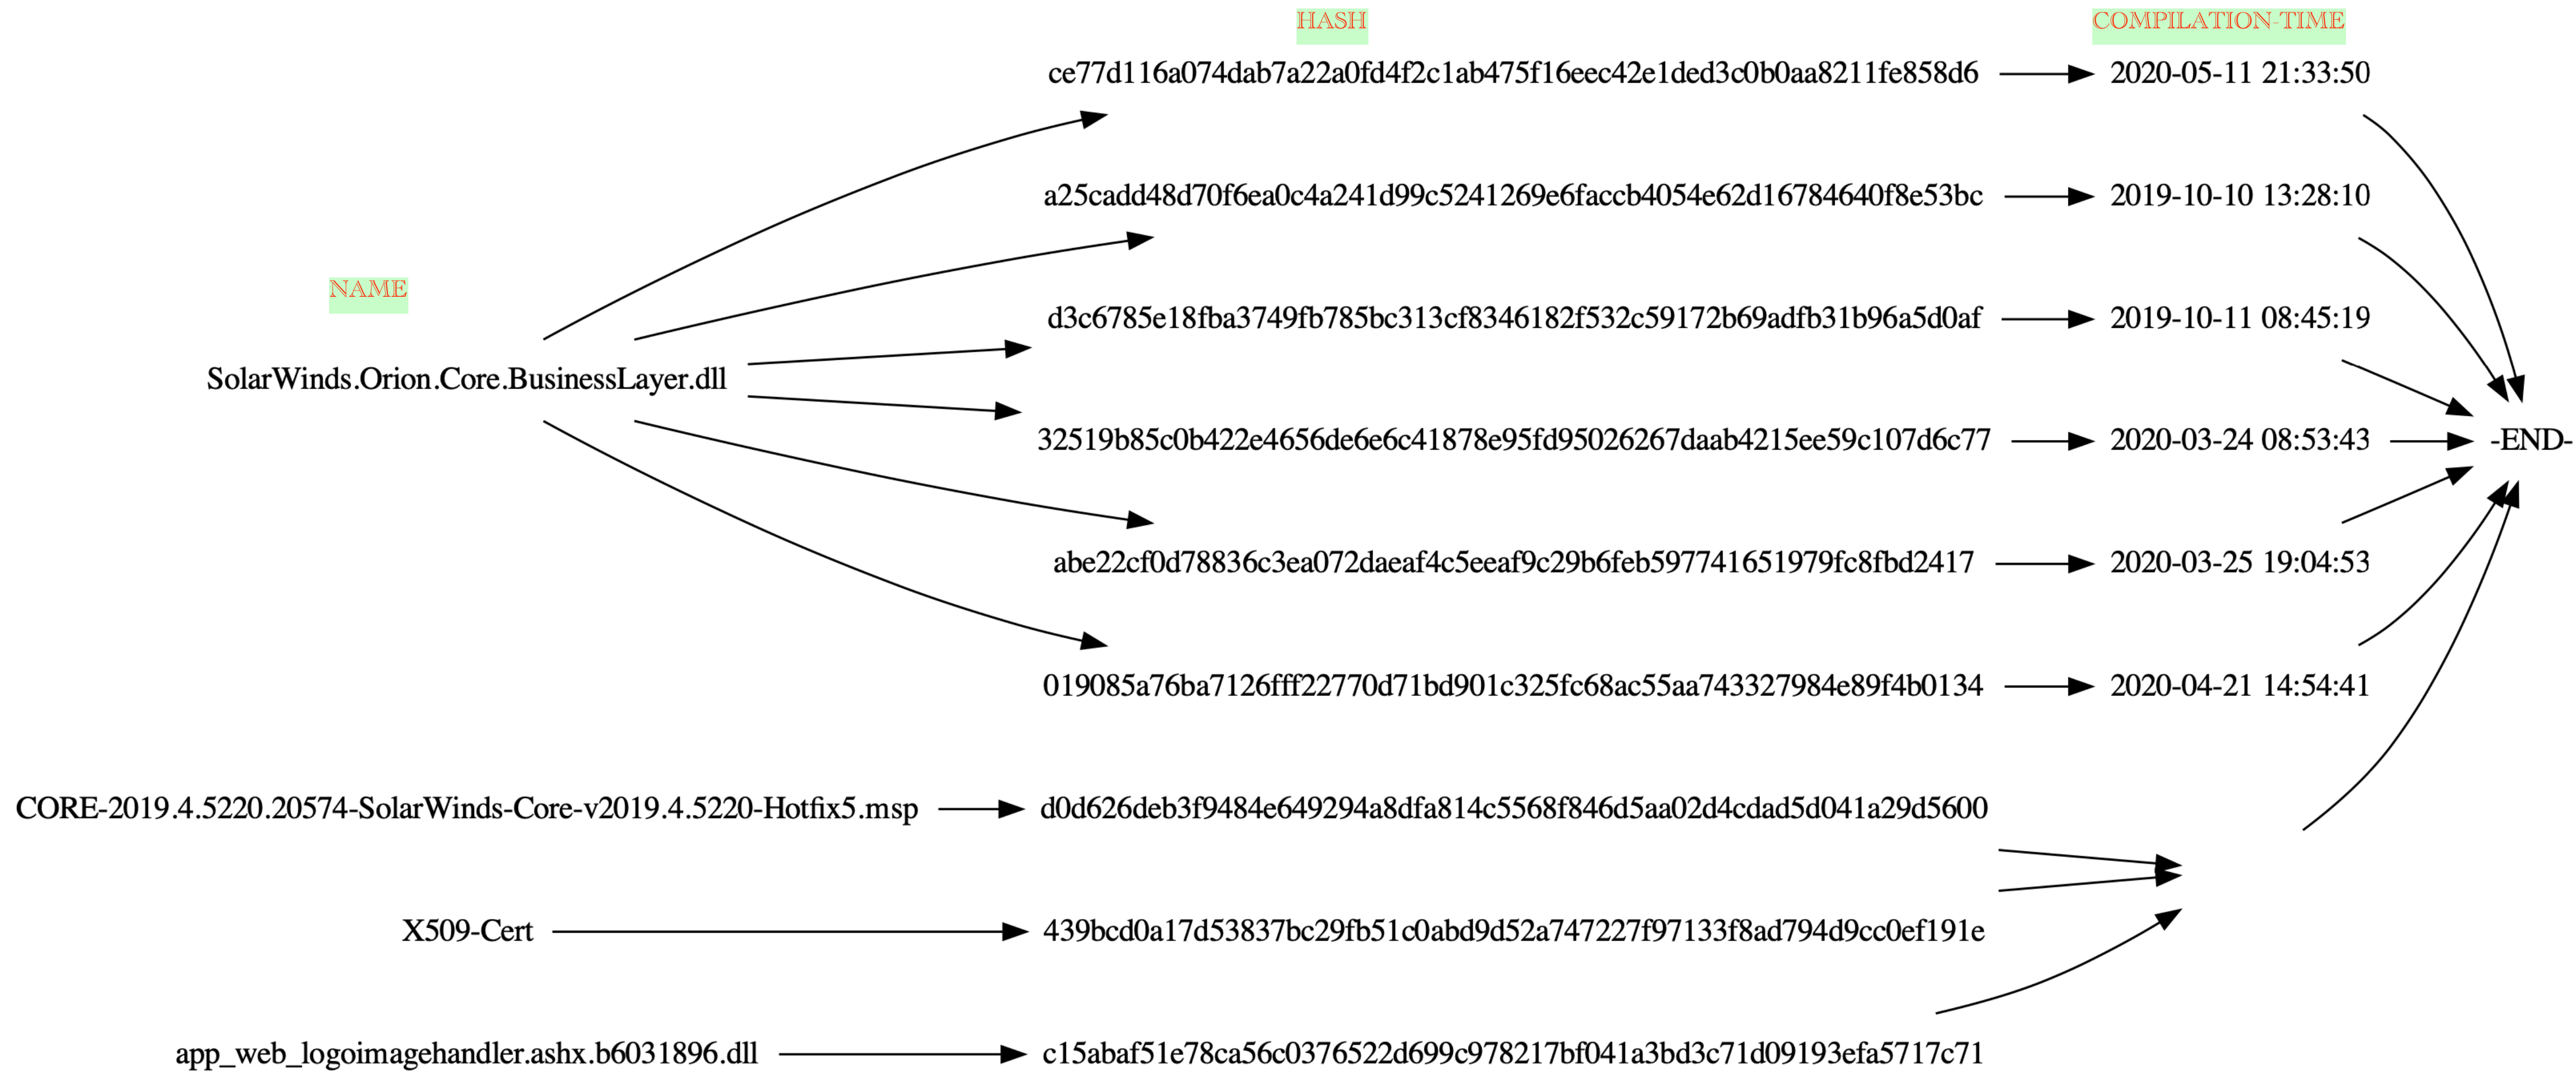 HASH
COMPILATION-TIME
ce77d116a074dab7a22a0fd4f2c1ab475f16eec42e1ded3c0b0aa8211fe858d6
2020-05-11 21:33:50
a25cadd48d70f6ea0c4a241d99c5241269e6faccb4054e62d16784640f8e53bc
2019-10-10 13:28:10
NAME
d3c6785e18fba3749fb785bc313cf8346182f532c59172b69adfb31b96a5d0af
2019-10-11 08:45:19
SolarWinds.Orion.Core.BusinessLayer.dll
32519b85c0b422e4656de6e6c41878e95fd95026267daab4215ee59c107d6c77
2020-03-24 08:53:43
-END-
abe22cf0d78836c3ea072daeaf4c5eeaf9c29b6feb597741651979fc8fbd2417
2020-03-25 19:04:53
019085a76ba7126fff22770d71bd901c325fc68ac55aa743327984e89f4b0134
2020-04-21 14:54:41
CORE-2019.4.5220.20574-SolarWinds-Core-v2019.4.5220-Hotfix5.msp
d0d626deb3f9484e649294a8dfa814c5568f846d5aa02d4cdad5d041a29d5600
X509-Cert
439bcd0a17d53837bc29fb51c0abd9d52a747227f97133f8ad794d9cc0ef191e
app_web_logoimagehandler.ashx.b6031896.dll
c15abaf51e78ca56c0376522d699c978217bf041a3bd3c71d09193efa5717c71